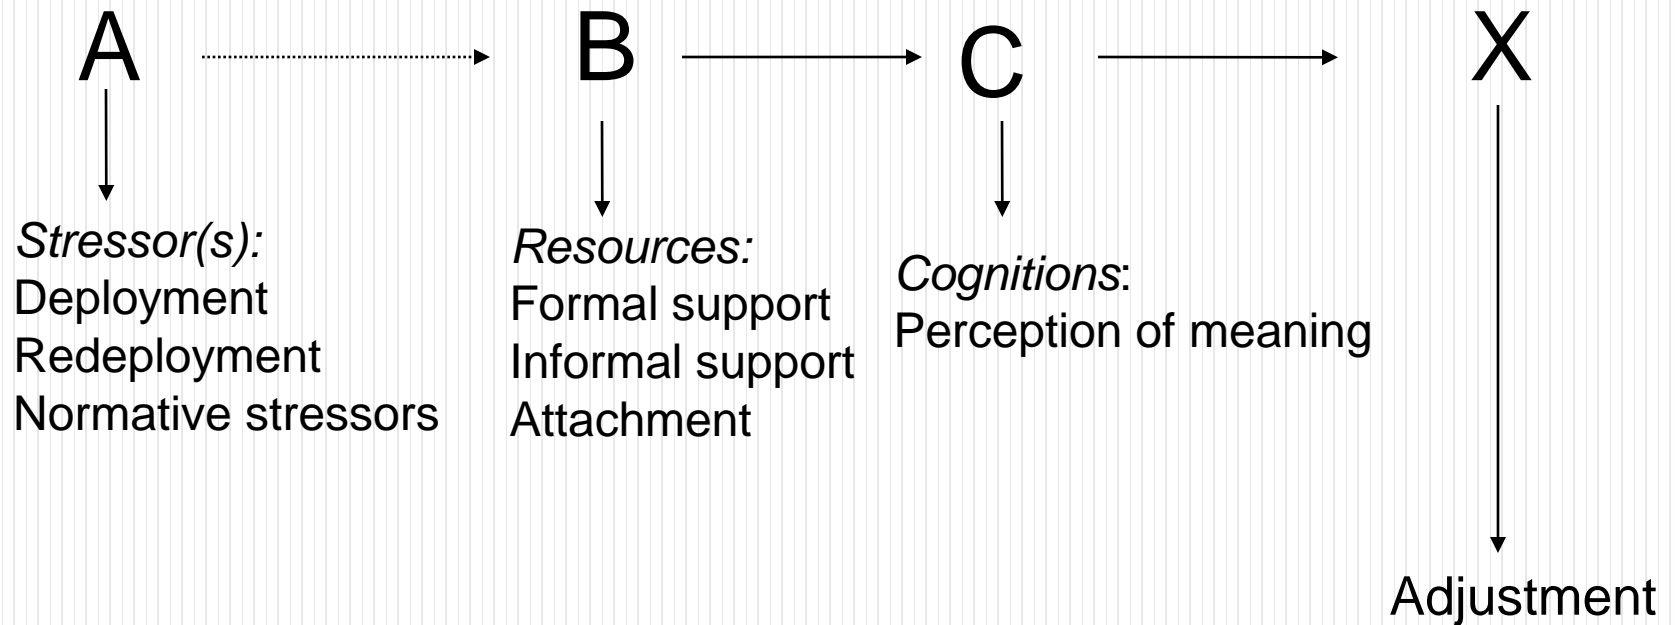 A B C X
Stressor(s):
Deployment
Redeployment
Normative stressors
Resources:
Formal support
Informal support
Attachment
Cognitions:
Perception of meaning
Adjustment